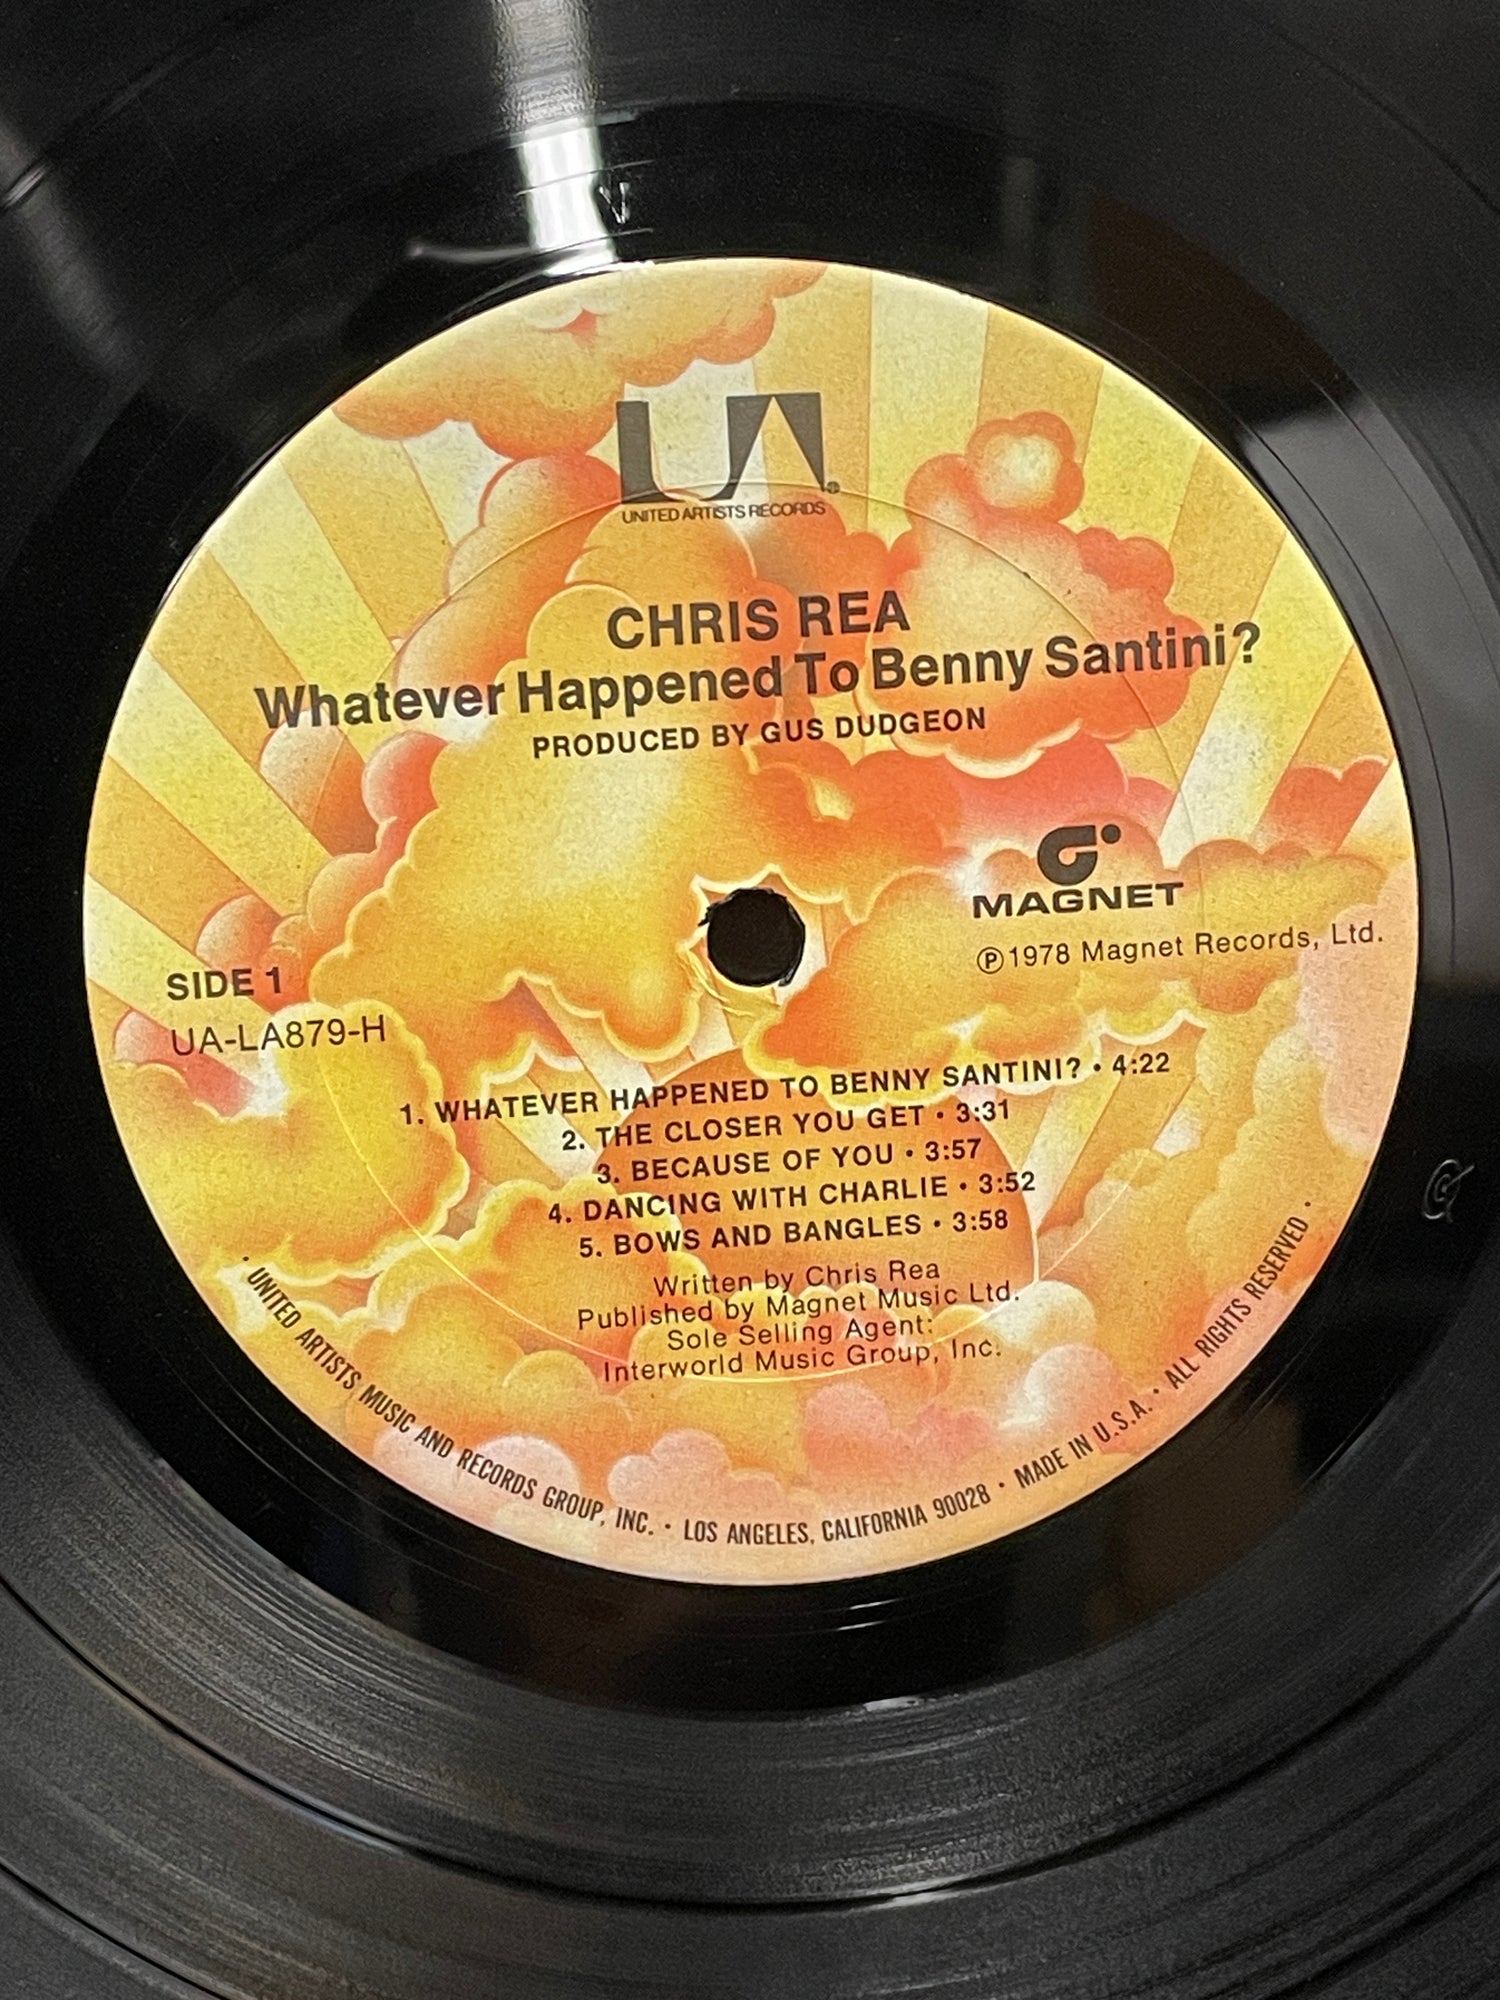 UA®
UNITED ARTISTS RECORDS
CHRIS REA
Whatever Happened To Benny Santini?
PRODUCED BY GUS DUDGEON
MAGNET
℗1978 Magnet Records, Ltd.
SIDE 1
UA-LA879-H
1. WHATEVER HAPPENED TO BENNY SANTINI? • 4:22
2. THE CLOSER YOU GET • 3:31
3. BECAUSE OF YOU • 3:57
4. DANCING WITH CHARLIE • 3:52
5. BOWS AND BANGLES • 3:58
Written by Chris Rea
Published by Magnet Music Ltd.
Sole Selling Agent:
Interworld Music Group, Inc.
• UNITED ARTISTS MUSIC AND RECORDS GROUP, INC. • LOS ANGELES, CALIFORNIA 90028 • MADE IN U.S.A. • ALL RIGHTS RESERVED •